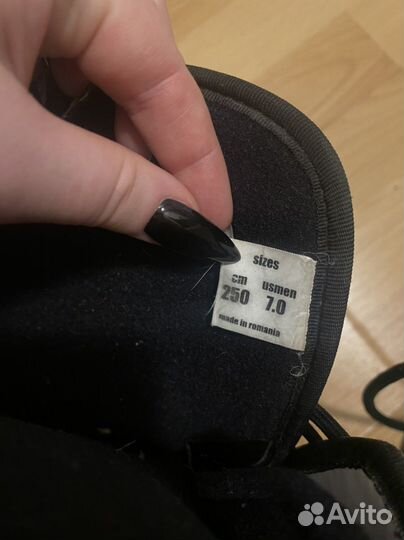 sizes
cm usmen
250 7.0
made in romania
Avito